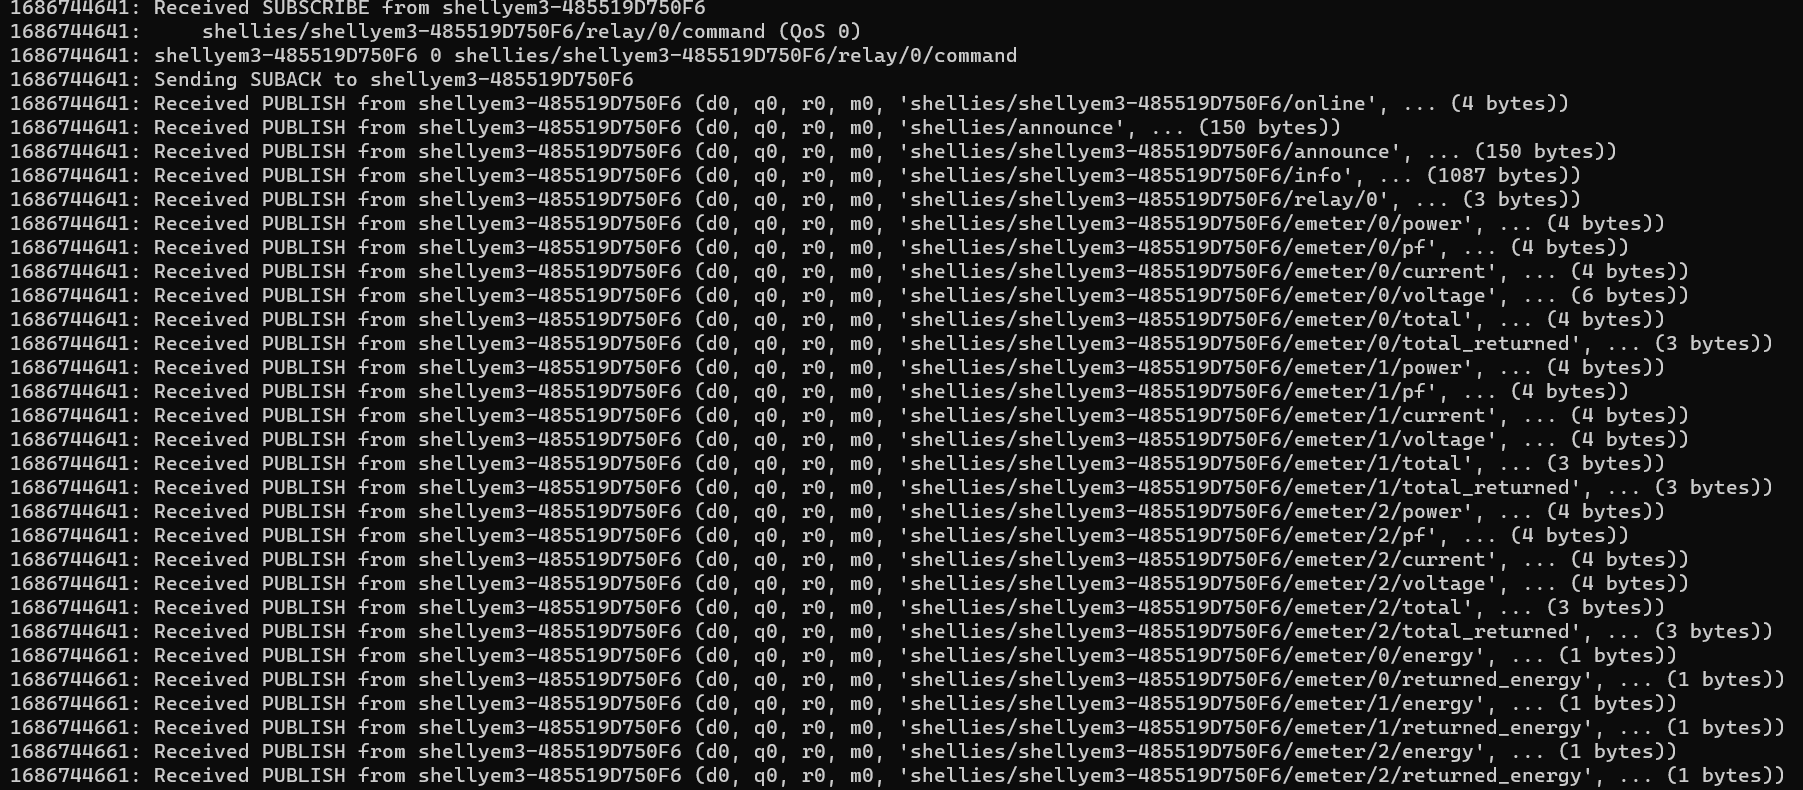 1686744641: Received SUBSCRIBE from shellyem3-485519D750F6
1686744641:     shellies/shellyem3-485519D750F6/relay/0/command (QoS 0)
1686744641: shellyem3-485519D750F6 0 shellies/shellyem3-485519D750F6/relay/0/command
1686744641: Sending SUBACK to shellyem3-485519D750F6
1686744641: Received PUBLISH from shellyem3-485519D750F6 (d0, q0, r0, m0, 'shellies/shellyem3-485519D750F6/online', ... (4 bytes))
1686744641: Received PUBLISH from shellyem3-485519D750F6 (d0, q0, r0, m0, 'shellies/announce', ... (150 bytes))
1686744641: Received PUBLISH from shellyem3-485519D750F6 (d0, q0, r0, m0, 'shellies/shellyem3-485519D750F6/announce', ... (150 bytes))
1686744641: Received PUBLISH from shellyem3-485519D750F6 (d0, q0, r0, m0, 'shellies/shellyem3-485519D750F6/info', ... (1087 bytes))
1686744641: Received PUBLISH from shellyem3-485519D750F6 (d0, q0, r0, m0, 'shellies/shellyem3-485519D750F6/relay/0', ... (3 bytes))
1686744641: Received PUBLISH from shellyem3-485519D750F6 (d0, q0, r0, m0, 'shellies/shellyem3-485519D750F6/emeter/0/power', ... (4 bytes))
1686744641: Received PUBLISH from shellyem3-485519D750F6 (d0, q0, r0, m0, 'shellies/shellyem3-485519D750F6/emeter/0/pf', ... (4 bytes))
1686744641: Received PUBLISH from shellyem3-485519D750F6 (d0, q0, r0, m0, 'shellies/shellyem3-485519D750F6/emeter/0/current', ... (4 bytes))
1686744641: Received PUBLISH from shellyem3-485519D750F6 (d0, q0, r0, m0, 'shellies/shellyem3-485519D750F6/emeter/0/voltage', ... (6 bytes))
1686744641: Received PUBLISH from shellyem3-485519D750F6 (d0, q0, r0, m0, 'shellies/shellyem3-485519D750F6/emeter/0/total', ... (4 bytes))
1686744641: Received PUBLISH from shellyem3-485519D750F6 (d0, q0, r0, m0, 'shellies/shellyem3-485519D750F6/emeter/0/total_returned', ... (3 bytes))
1686744641: Received PUBLISH from shellyem3-485519D750F6 (d0, q0, r0, m0, 'shellies/shellyem3-485519D750F6/emeter/1/power', ... (4 bytes))
1686744641: Received PUBLISH from shellyem3-485519D750F6 (d0, q0, r0, m0, 'shellies/shellyem3-485519D750F6/emeter/1/pf', ... (4 bytes))
1686744641: Received PUBLISH from shellyem3-485519D750F6 (d0, q0, r0, m0, 'shellies/shellyem3-485519D750F6/emeter/1/current', ... (4 bytes))
1686744641: Received PUBLISH from shellyem3-485519D750F6 (d0, q0, r0, m0, 'shellies/shellyem3-485519D750F6/emeter/1/voltage', ... (4 bytes))
1686744641: Received PUBLISH from shellyem3-485519D750F6 (d0, q0, r0, m0, 'shellies/shellyem3-485519D750F6/emeter/1/total', ... (3 bytes))
1686744641: Received PUBLISH from shellyem3-485519D750F6 (d0, q0, r0, m0, 'shellies/shellyem3-485519D750F6/emeter/1/total_returned', ... (3 bytes))
1686744641: Received PUBLISH from shellyem3-485519D750F6 (d0, q0, r0, m0, 'shellies/shellyem3-485519D750F6/emeter/2/power', ... (4 bytes))
1686744641: Received PUBLISH from shellyem3-485519D750F6 (d0, q0, r0, m0, 'shellies/shellyem3-485519D750F6/emeter/2/pf', ... (4 bytes))
1686744641: Received PUBLISH from shellyem3-485519D750F6 (d0, q0, r0, m0, 'shellies/shellyem3-485519D750F6/emeter/2/current', ... (4 bytes))
1686744641: Received PUBLISH from shellyem3-485519D750F6 (d0, q0, r0, m0, 'shellies/shellyem3-485519D750F6/emeter/2/voltage', ... (4 bytes))
1686744641: Received PUBLISH from shellyem3-485519D750F6 (d0, q0, r0, m0, 'shellies/shellyem3-485519D750F6/emeter/2/total', ... (3 bytes))
1686744641: Received PUBLISH from shellyem3-485519D750F6 (d0, q0, r0, m0, 'shellies/shellyem3-485519D750F6/emeter/2/total_returned', ... (3 bytes))
1686744661: Received PUBLISH from shellyem3-485519D750F6 (d0, q0, r0, m0, 'shellies/shellyem3-485519D750F6/emeter/0/energy', ... (1 bytes))
1686744661: Received PUBLISH from shellyem3-485519D750F6 (d0, q0, r0, m0, 'shellies/shellyem3-485519D750F6/emeter/0/returned_energy', ... (1 bytes))
1686744661: Received PUBLISH from shellyem3-485519D750F6 (d0, q0, r0, m0, 'shellies/shellyem3-485519D750F6/emeter/1/energy', ... (1 bytes))
1686744661: Received PUBLISH from shellyem3-485519D750F6 (d0, q0, r0, m0, 'shellies/shellyem3-485519D750F6/emeter/1/returned_energy', ... (1 bytes))
1686744661: Received PUBLISH from shellyem3-485519D750F6 (d0, q0, r0, m0, 'shellies/shellyem3-485519D750F6/emeter/2/energy', ... (1 bytes))
1686744661: Received PUBLISH from shellyem3-485519D750F6 (d0, q0, r0, m0, 'shellies/shellyem3-485519D750F6/emeter/2/returned_energy', ... (1 bytes))